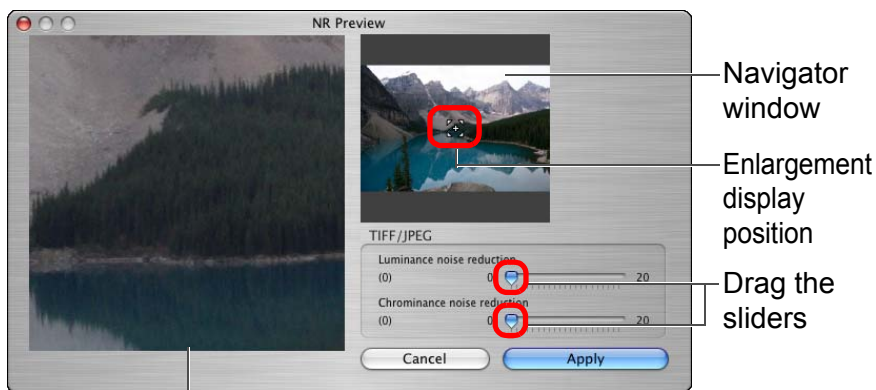 NR Preview
Navigator
window
Enlargement
display
position
TIFF/JPEG
Luminance noise reduction
(0) 0 20
Chrominance noise reduction
(0) 0 20
Drag the
sliders
Cancel Apply